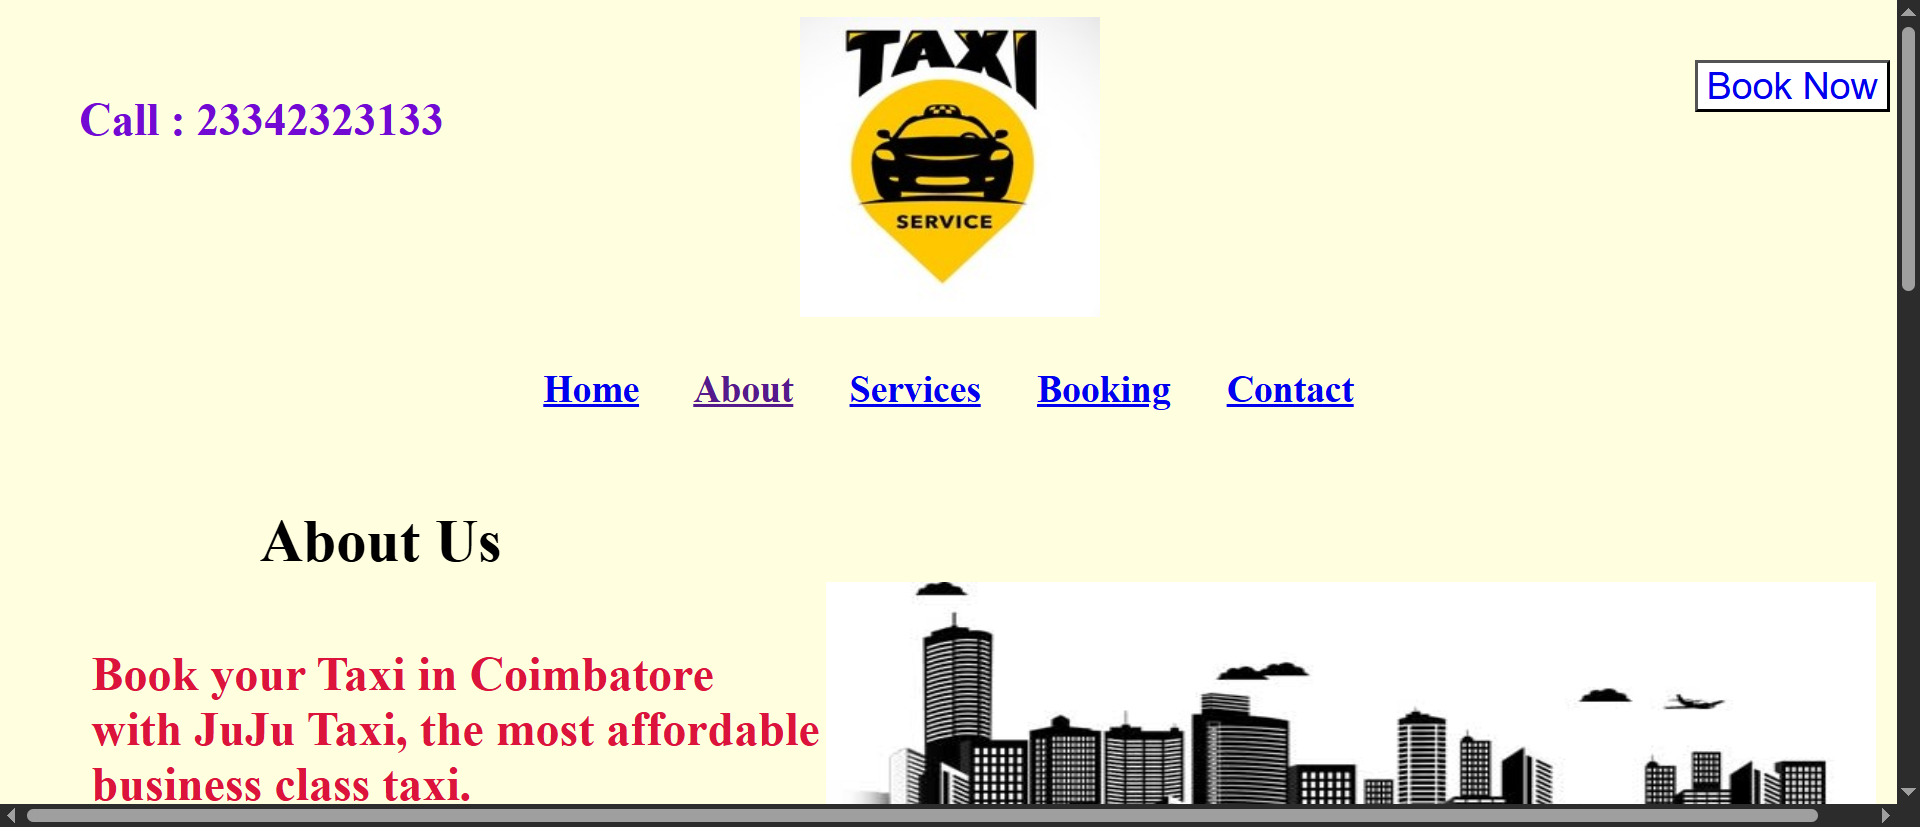 TAXI
SERVICE
Call : 23342323133
Book Now
Home About Services Booking Contact
About Us
Book your Taxi in Coimbatore
with JuJu Taxi, the most affordable
business class taxi.